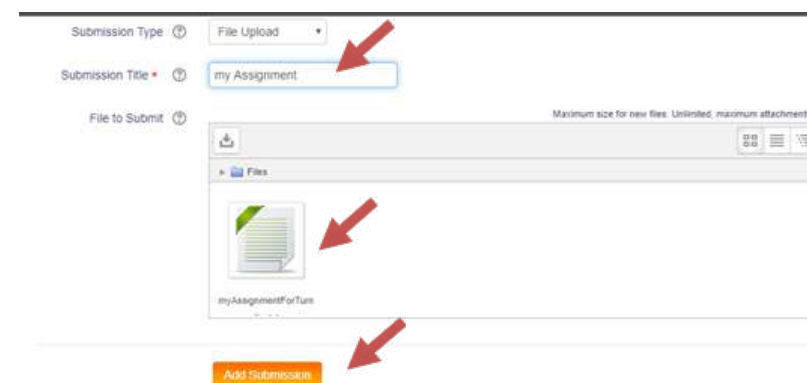 Submission Type
File Upload
Submission Title
my Assignment
File to Submit
Maximum size for new files: Unlimited, maximum attachment
Files
myAssignmentForTurn
Add Submission